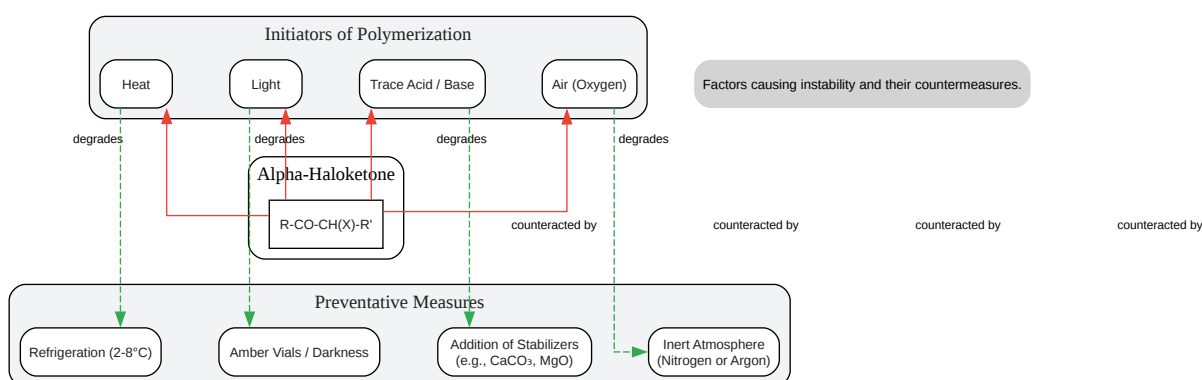 Initiators of Polymerization
Heat
Light
Trace Acid / Base
Air (Oxygen)
Factors causing instability and their countermeasures.
degrades
degrades
degrades
degrades
Alpha-Haloketone
R-CO-CH(X)-R'
counteracted by
counteracted by
counteracted by
counteracted by
Preventative Measures
Refrigeration (2-8°C)
Amber Vials / Darkness
Addition of Stabilizers
(e.g., CaCO₃, MgO)
Inert Atmosphere
(Nitrogen or Argon)